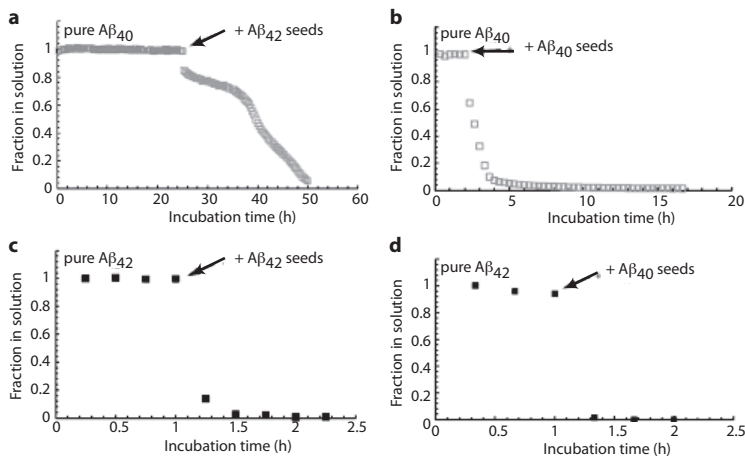 a
pure Aβ40
+ Aβ42 seeds
Fraction in solution
1
0.8
0.6
0.4
0.2
0
0 10 20 30 40 50 60
Incubation time (h)
b
pure Aβ40
+ Aβ40 seeds
Fraction in solution
1
0.8
0.6
0.4
0.2
0
0 5 10 15 20
Incubation time (h)
c
pure Aβ42
+ Aβ42 seeds
Fraction in solution
1
0.8
0.6
0.4
0.2
0
0 0.5 1 1.5 2 2.5
Incubation time (h)
d
pure Aβ42
+ Aβ40 seeds
Fraction in solution
1
0.8
0.6
0.4
0.2
0
0 0.5 1 1.5 2 2.5
Incubation time (h)